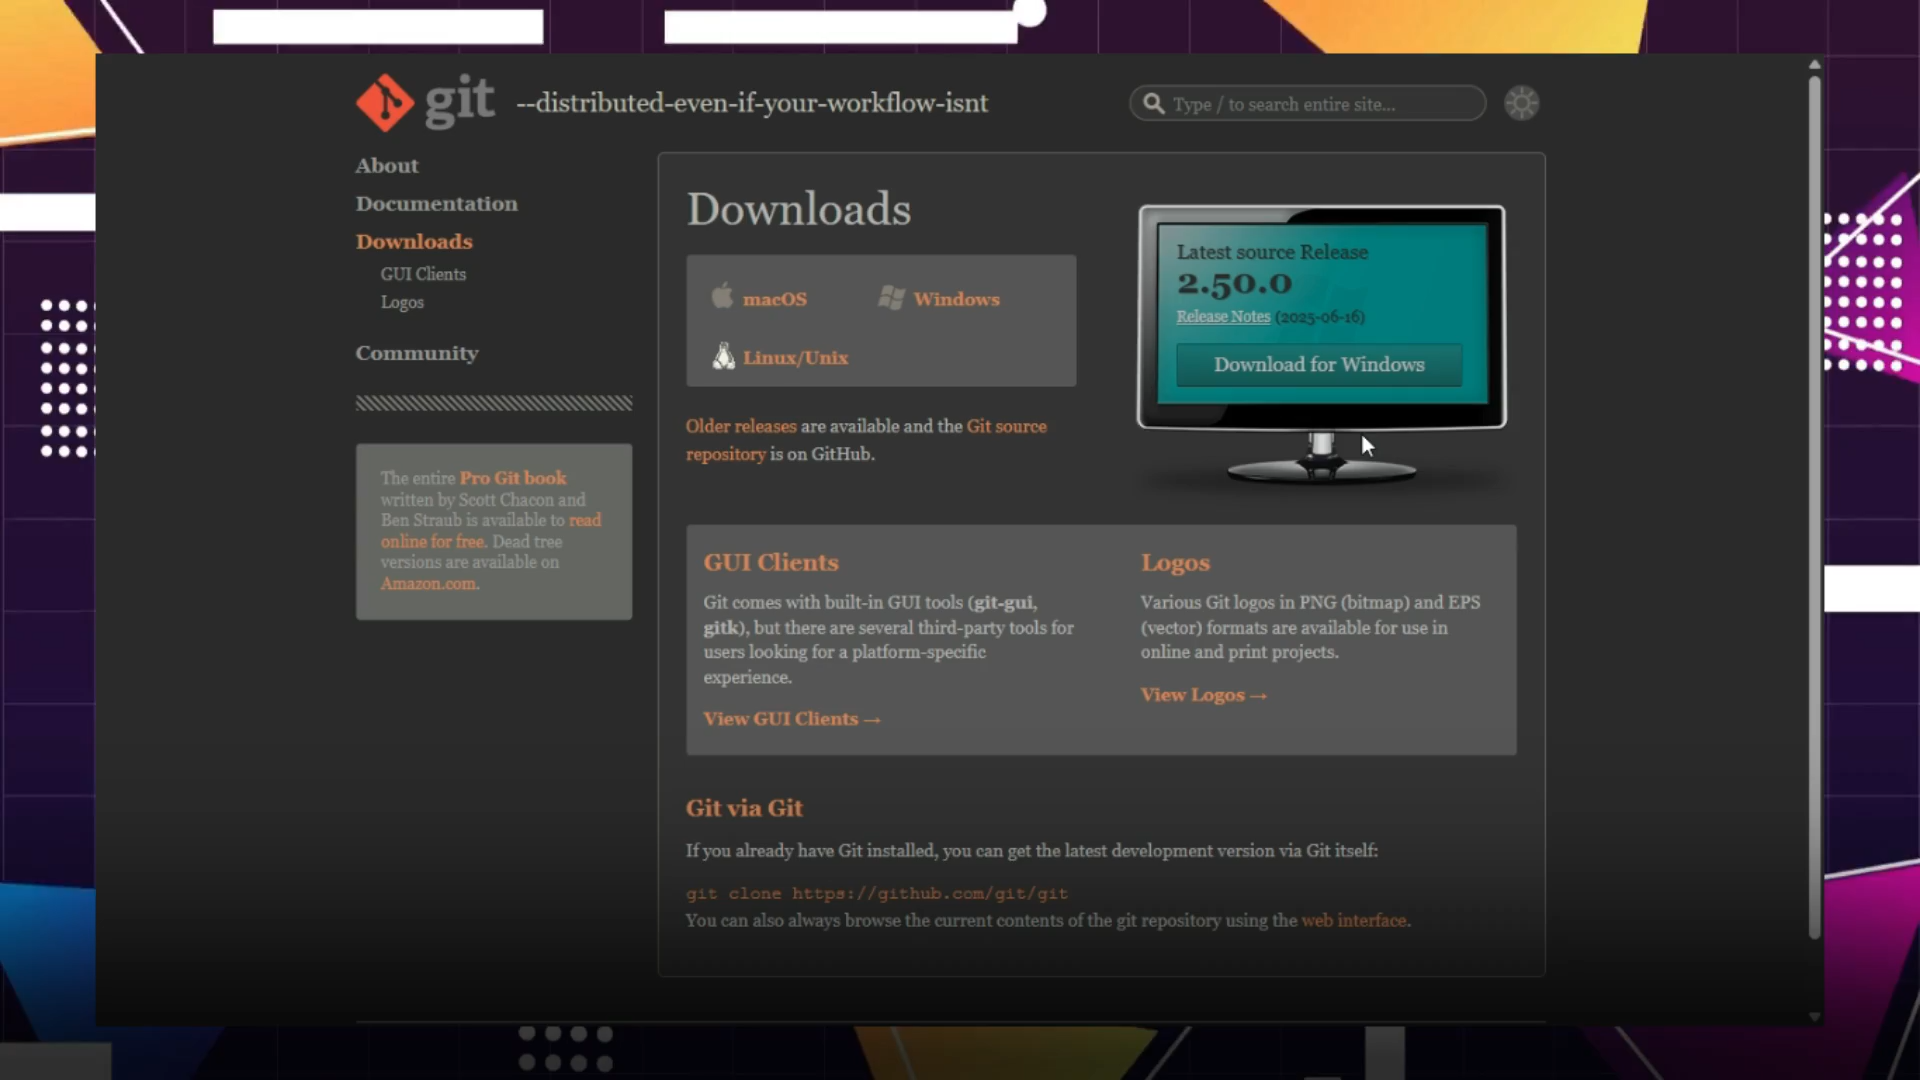 git --distributed-even-if-your-workflow-isnt
Type / to search entire site...
About
Documentation
Downloads
GUI Clients
Logos
Community
The entire Pro Git book
written by Scott Chacon and
Ben Straub is available to read
online for free. Dead tree
versions are available on
Amazon.com.
Downloads
macOS
Windows
Linux/Unix
Older releases are available and the Git source
repository is on GitHub.
Latest source Release
2.50.0
Release Notes (2025-06-16)
Download for Windows
GUI Clients
Git comes with built-in GUI tools (git-gui,
gitk), but there are several third-party tools for
users looking for a platform-specific
experience.
View GUI Clients →
Logos
Various Git logos in PNG (bitmap) and EPS
(vector) formats are available for use in
online and print projects.
View Logos →
Git via Git
If you already have Git installed, you can get the latest development version via Git itself:
git clone https://github.com/git/git
You can also always browse the current contents of the git repository using the web interface.